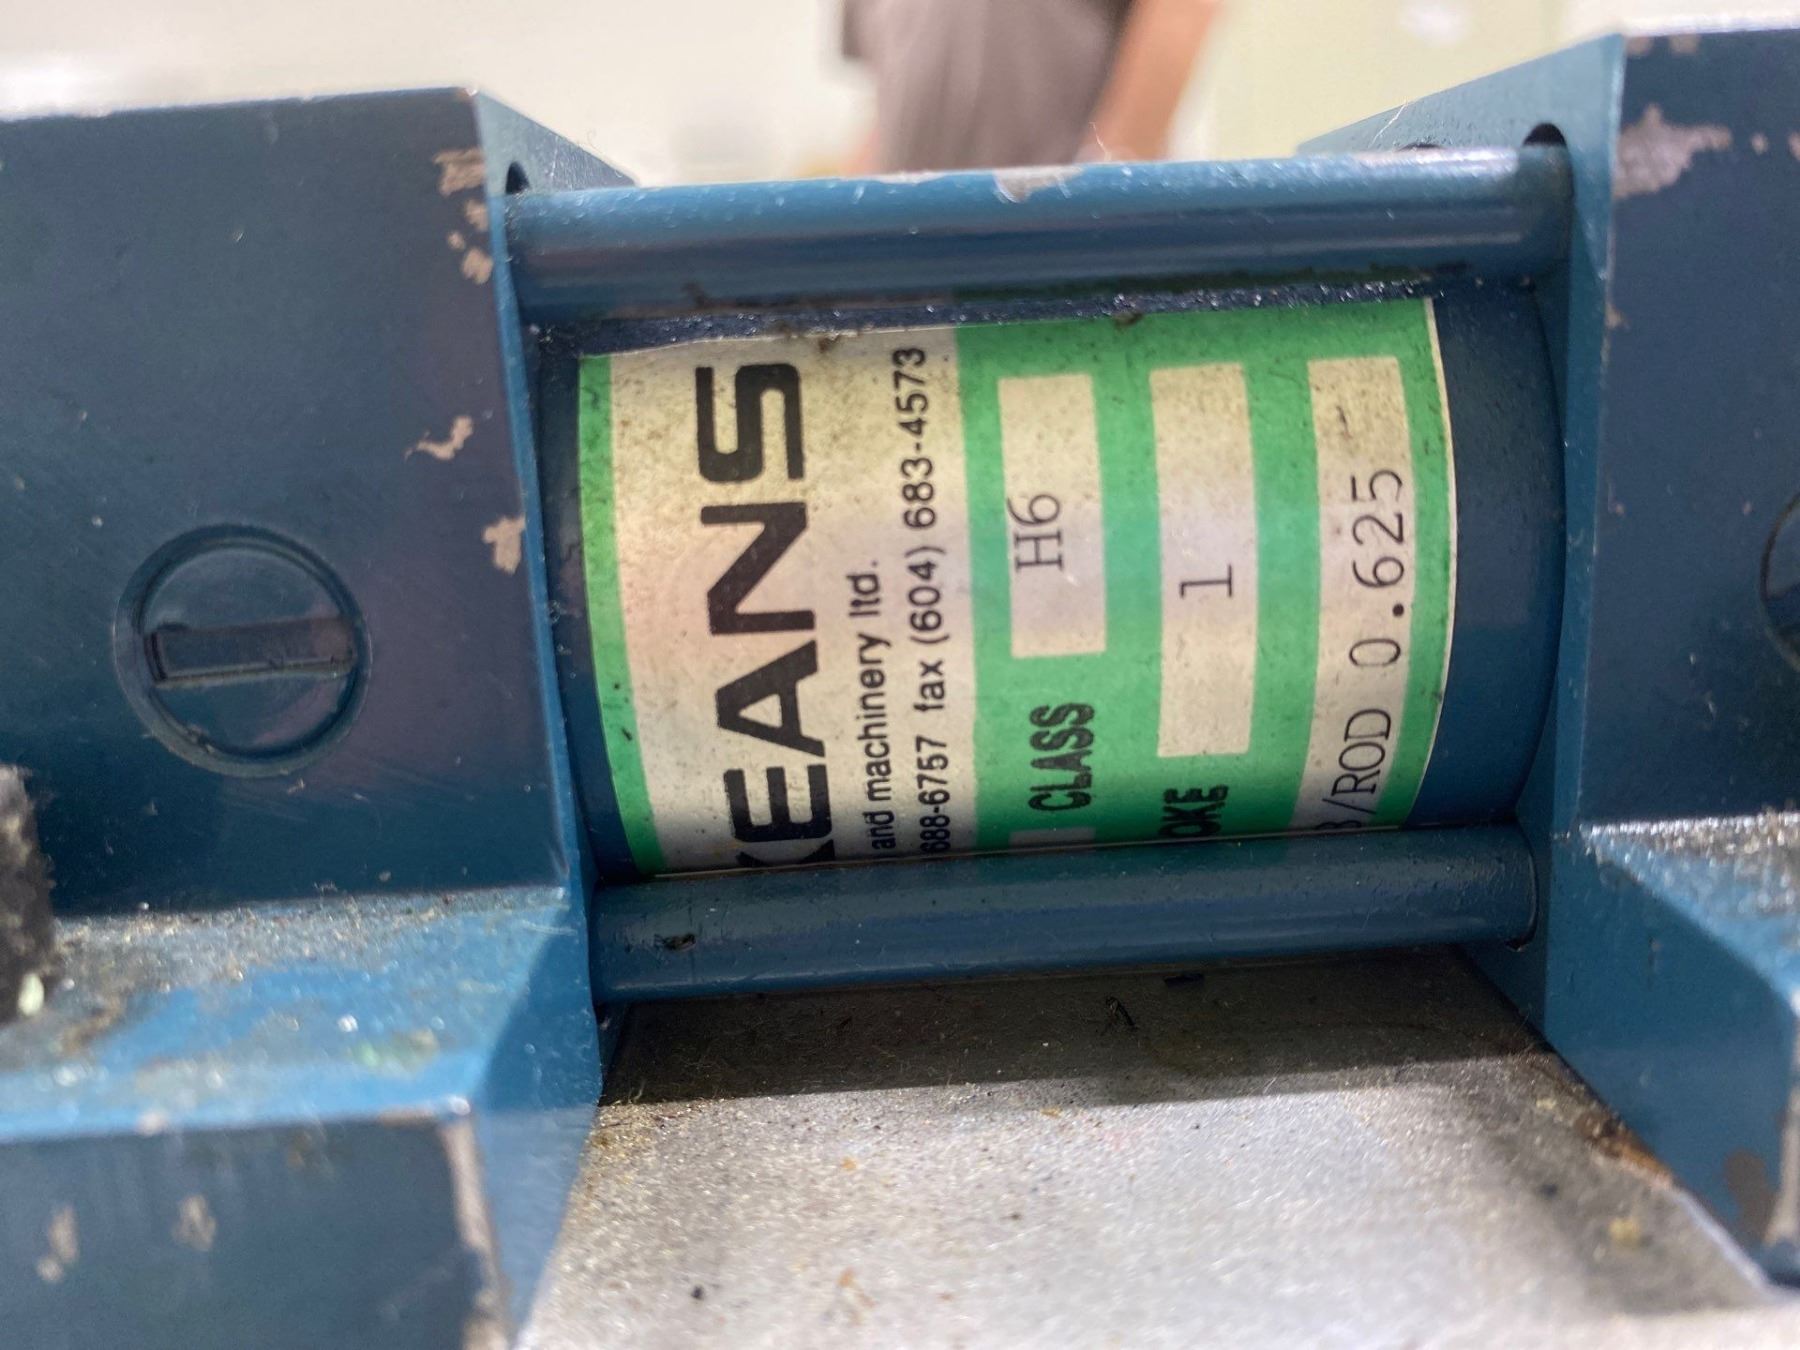 KEANS
and machinery ltd.
688-6757 fax (604) 683-4573
CLASS H6
OKE 1
/ROD 0.625